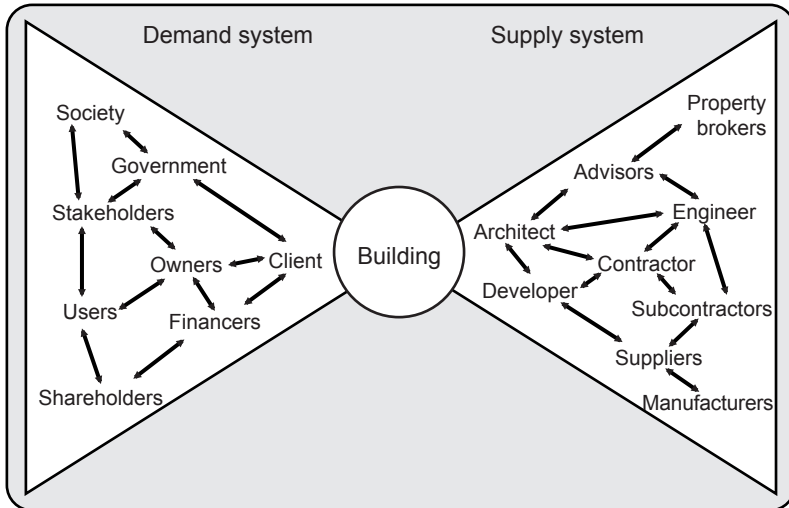 Demand system
Supply system
Society
Government
Stakeholders
Owners
Client
Users
Financers
Shareholders
Building
Property
brokers
Advisors
Engineer
Architect
Contractor
Developer
Subcontractors
Suppliers
Manufacturers